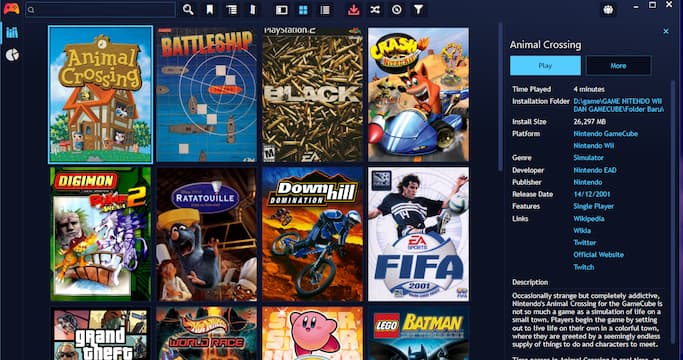 Animal Crossing
BATTLESHIP
PlayStation 2
BLACK
CRASH
NITRO KART
DIGIMON
RUMBLE ARENA 2
RATATOUILLE
Downhill
DOMINATION
EA SPORTS
FIFA
2001
grand
theft
WORLD RACE
LEGO BATMAN
Animal Crossing
Play
More
Time Played 4 minutes
Installation Folder D:\game\GAME NITENDO WII
DAN GAMECUBE\Folder Baru\
Install Size 26,297 MB
Platform Nintendo GameCube
Nintendo Wii
Genre Simulator
Developer Nintendo EAD
Publisher Nintendo
Release Date 14/12/2001
Features Single Player
Links Wikipedia
Wikia
Twitter
Official Website
Twitch
Description
Occasionally strange but completely addictive,
Nintendo's Animal Crossing for the GameCube is
not so much a game as a simulation of life on a
small town. Players begin the game by setting
out to live on their own in a colorful town,
where they are greeted by a seemingly endless
supply of things to do and characters to meet.